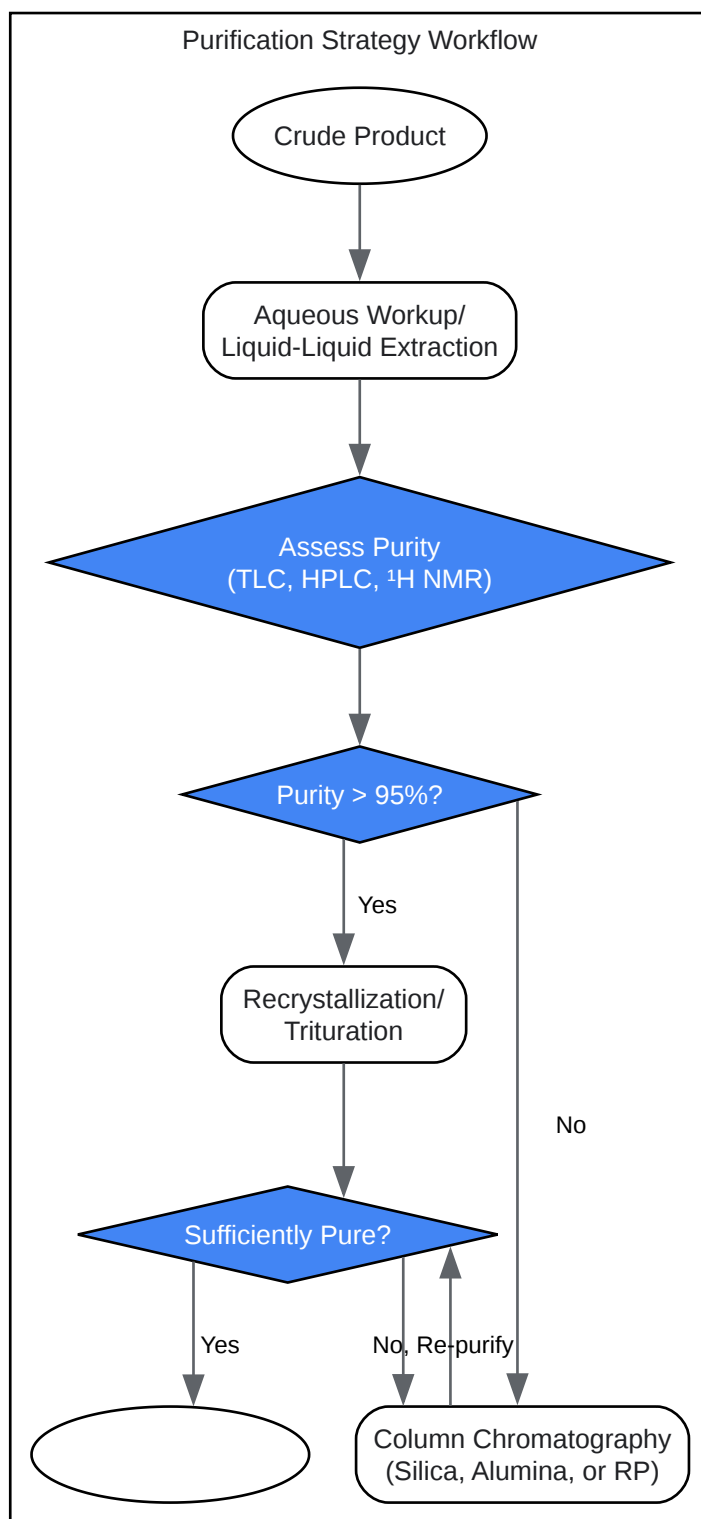 Purification Strategy Workflow
Crude Product
Aqueous Workup/
Liquid-Liquid Extraction
Assess Purity
(TLC, HPLC, ¹H NMR)
Purity > 95%?
Yes
Recrystallization/
Trituration
No
Sufficiently Pure?
Yes
No, Re-purify
Column Chromatography
(Silica, Alumina, or RP)